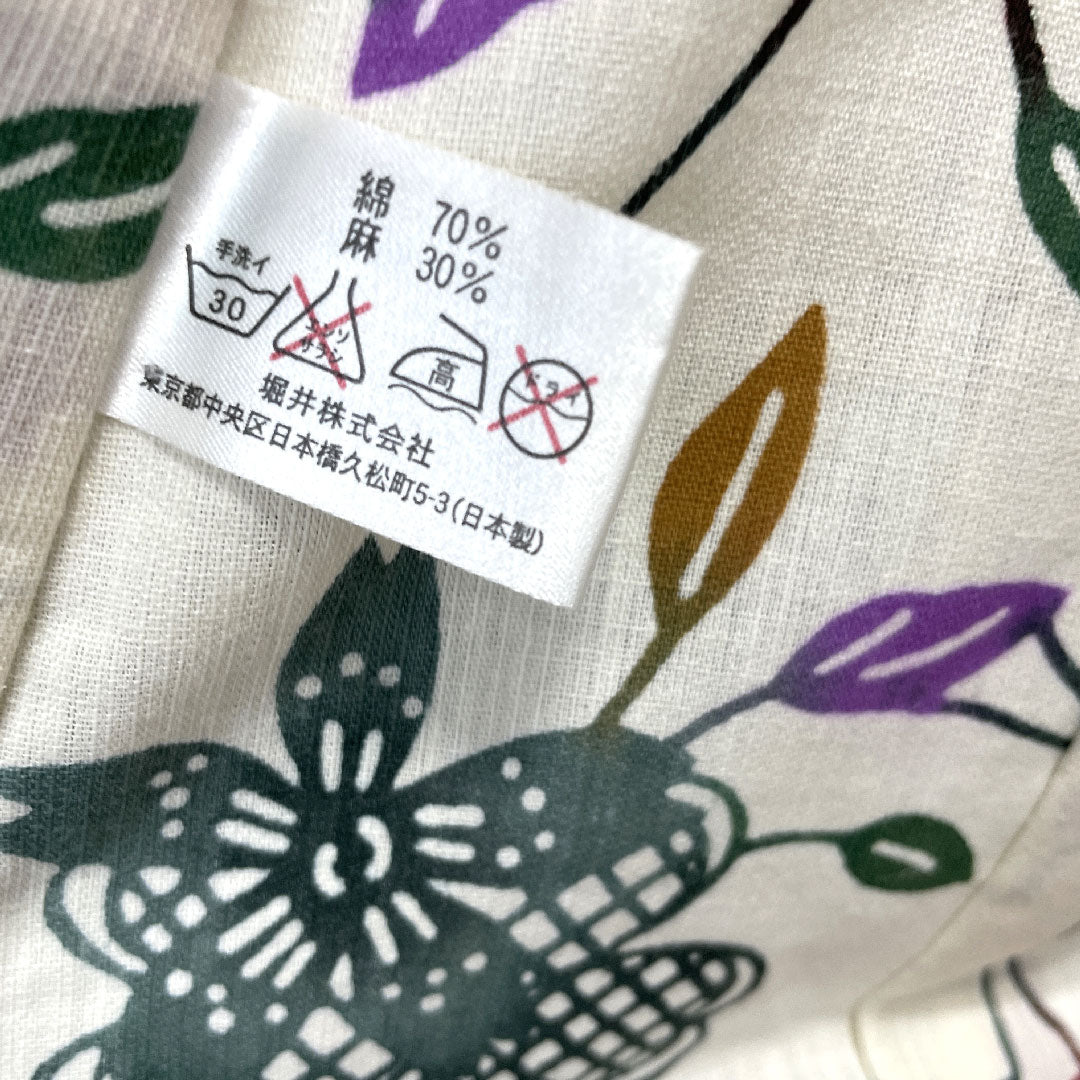 綿 70%
麻 30%
手洗イ
30
エンソ
サラシ
高
ドライ
堀井株式会社
東京都中央区日本橋久松町5-3(日本製)